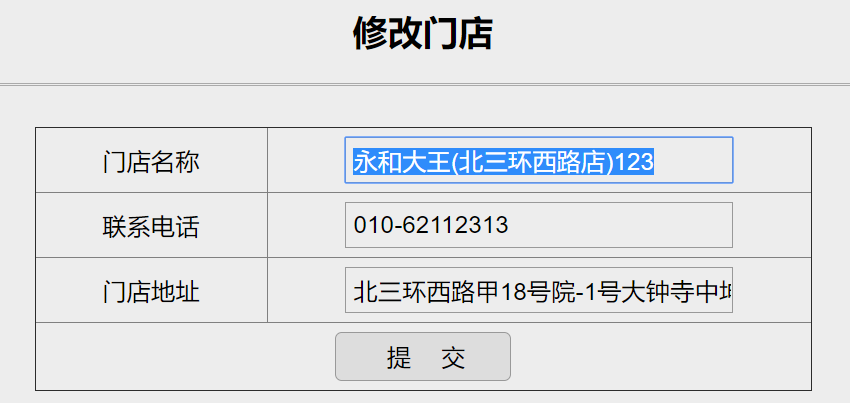 修改门店
门店名称 永和大王(北三环西路店)123
联系电话 010-62112313
门店地址 北三环西路甲18号院-1号大钟寺中
提 交